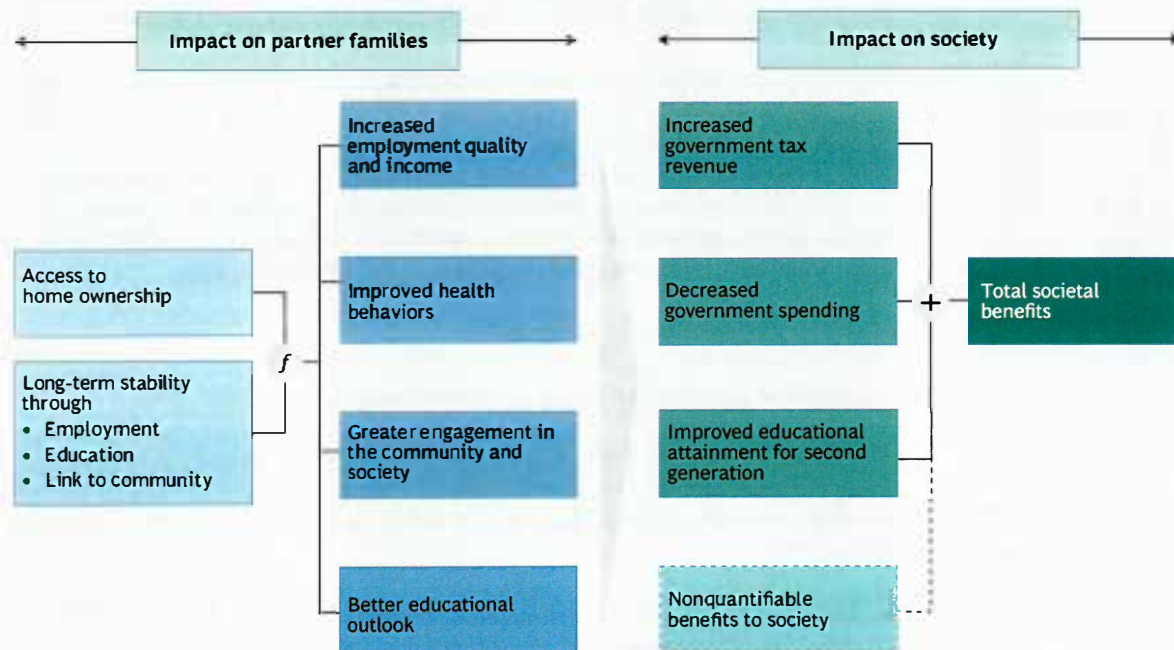 Impact on partner families
Impact on society
Access to
home ownership
Long-term stability
through
• Employment
• Education
• Link to community
f
Increased
employment quality
and income
Improved health
behaviors
Greater engagement in
the community and
society
Better educational
outlook
Increased
government tax
revenue
Decreased
government spending
Improved educational
attainment for second
generation
Nonquantifiable
benefits to society
+
Total societal
benefits